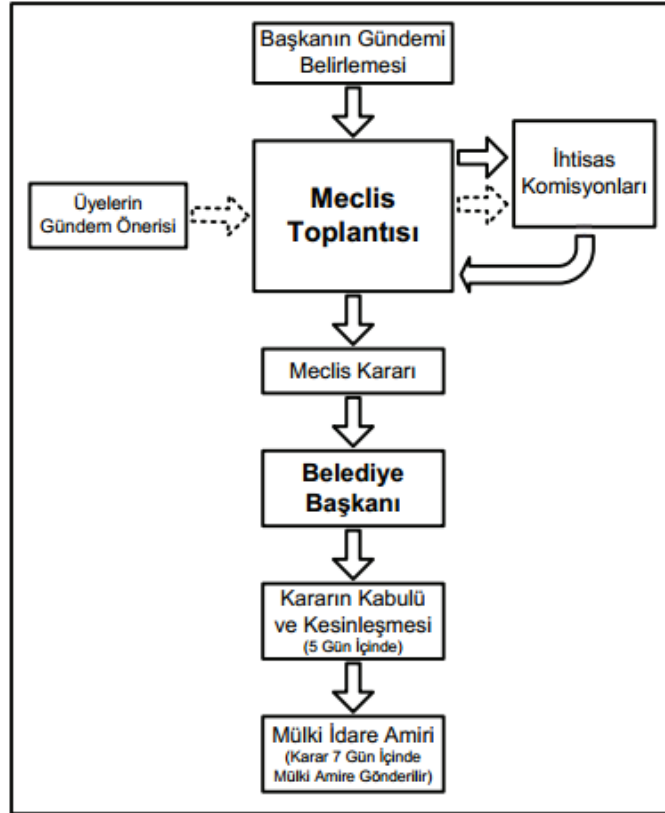 Başkanın Gündemi
Belirlemesi
Üyelerin
Gündem Önerisi
Meclis
Toplantısı
İhtisas
Komisyonları
Meclis Kararı
Belediye
Başkanı
Kararın Kabulü
ve Kesinleşmesi
(5 Gün İçinde)
Mülki İdare Amiri
(Karar 7 Gün İçinde
Mülki Amire Gönderilir)